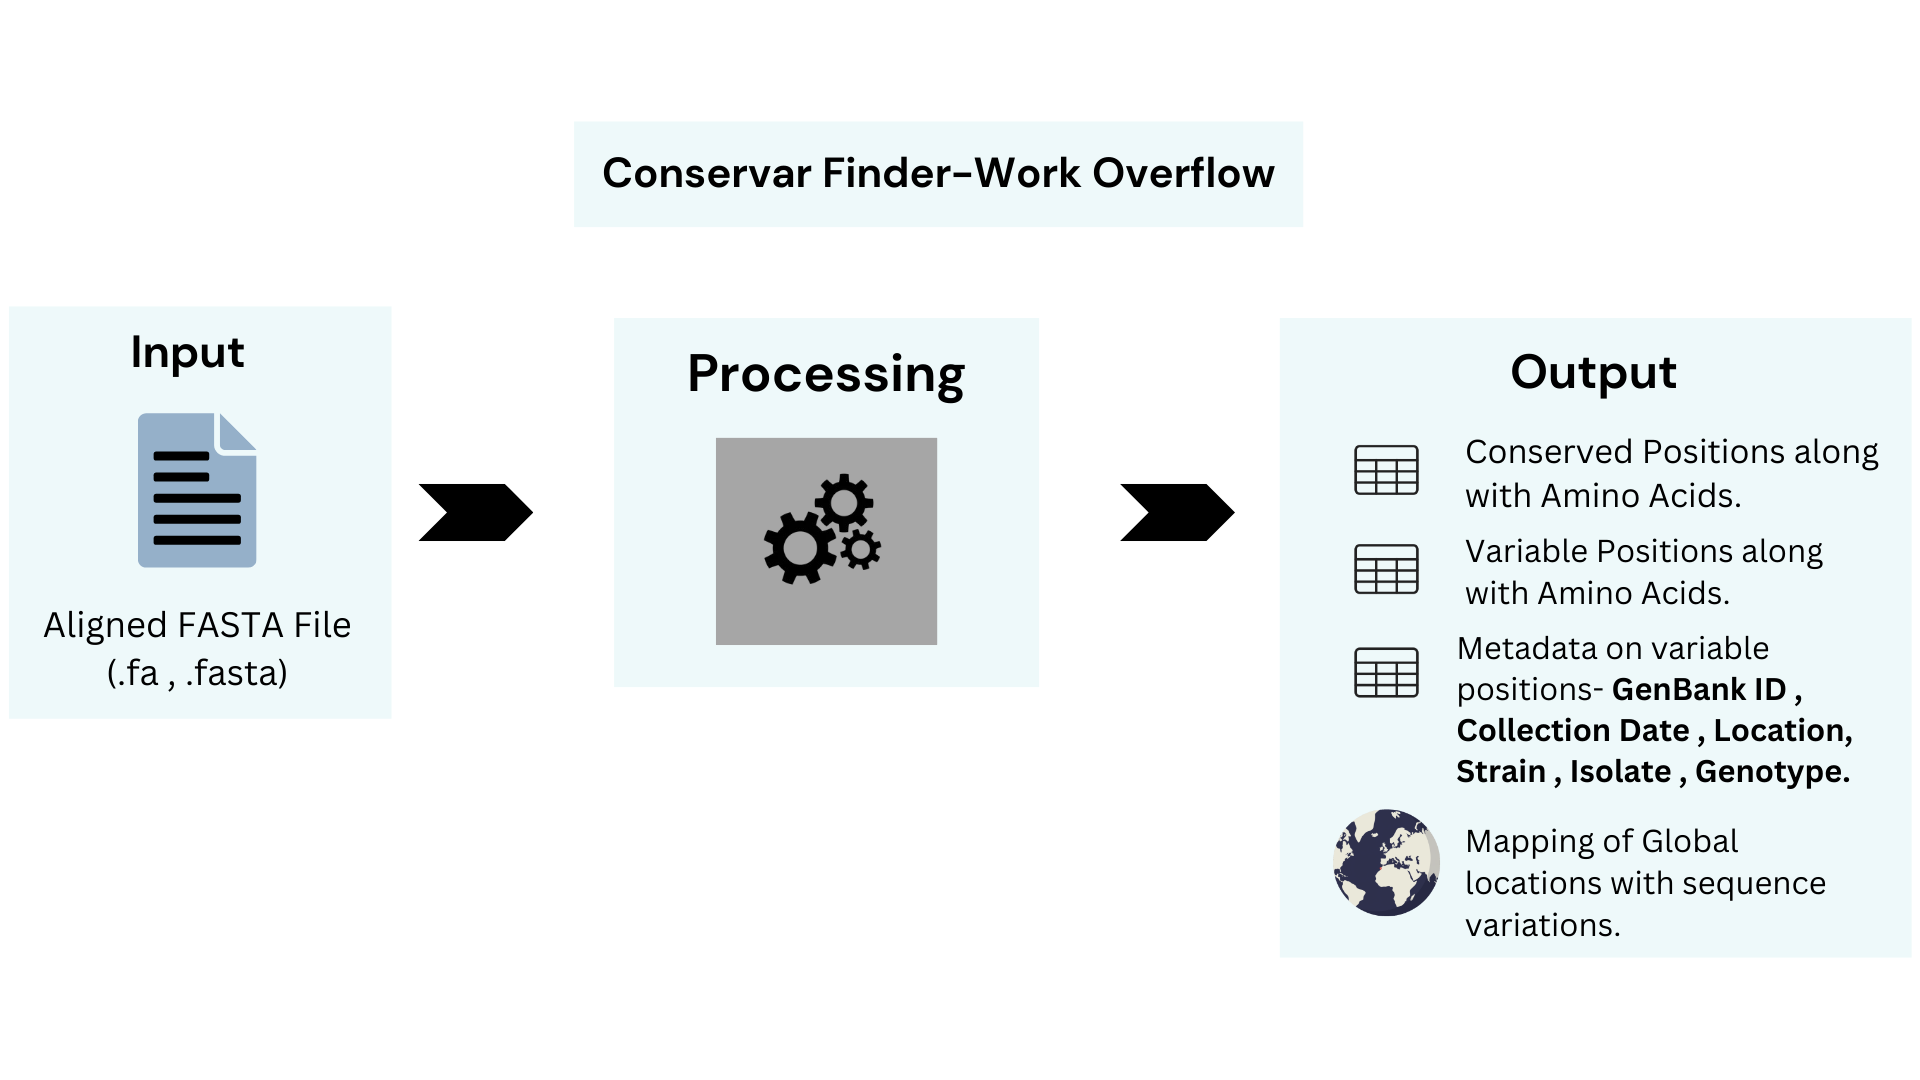 Conservar Finder-Work Overflow
Input
Aligned FASTA File
(.fa , .fasta)
Processing
Output
Conserved Positions along
with Amino Acids.
Variable Positions along
with Amino Acids.
Metadata on variable
positions- GenBank ID ,
Collection Date , Location,
Strain , Isolate , Genotype.
Mapping of Global
locations with sequence
variations.